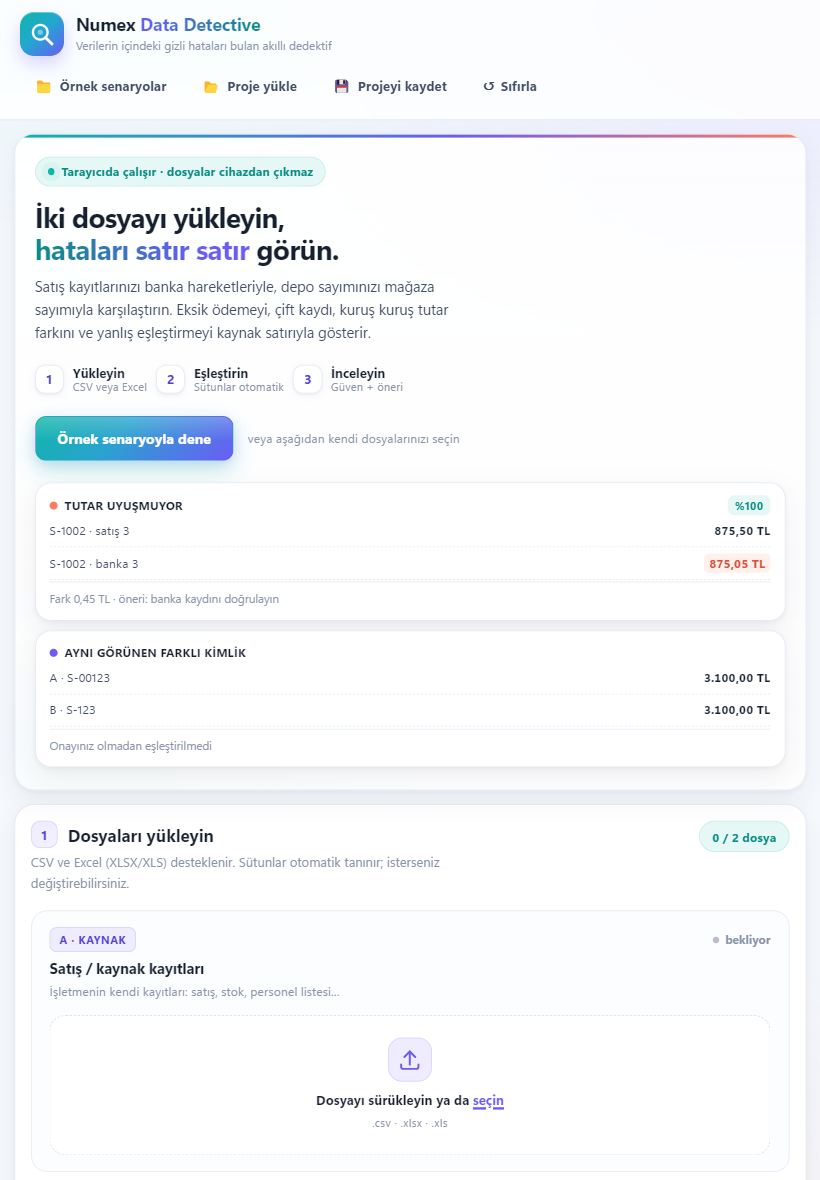 Numex Data Detective
Verilerin içindeki gizli hataları bulan akıllı dedektif
Örnek senaryolar
Proje yükle
Projeyi kaydet
↺ Sıfırla
Tarayıcıda çalışır · dosyalar cihazdan çıkmaz
İki dosyayı yükleyin,
hataları satır satır görün.
Satış kayıtlarınızı banka hareketleriyle, depo sayımınızı mağaza
sayımıyla karşılaştırın. Eksik ödemeyi, çift kaydı, kuruş kuruş tutar
farkını ve yanlış eşleştirmeyi kaynak satırıyla gösterir.
1 Yükleyin
CSV veya Excel
2 Eşleştirin
Sütunlar otomatik
3 İnceleyin
Güven + öneri
Örnek senaryoyla dene
veya aşağıdan kendi dosyalarınızı seçin
TUTAR UYUŞMUYOR
%100
S-1002 · satış 3
875,50 TL
S-1002 · banka 3
875,05 TL
Fark 0,45 TL · öneri: banka kaydını doğrulayın
AYNI GÖRÜNEN FARKLI KİMLİK
A · S-00123
3.100,00 TL
B · S-123
3.100,00 TL
Onayınız olmadan eşleştirilmedi
1 Dosyaları yükleyin
0 / 2 dosya
CSV ve Excel (XLSX/XLS) desteklenir. Sütunlar otomatik tanınır; isterseniz
değiştirebilirsiniz.
A · KAYNAK
bekliyor
Satış / kaynak kayıtları
İşletmenin kendi kayıtları: satış, stok, personel listesi...
Dosyayı sürükleyin ya da seçin
.csv · .xlsx · .xls